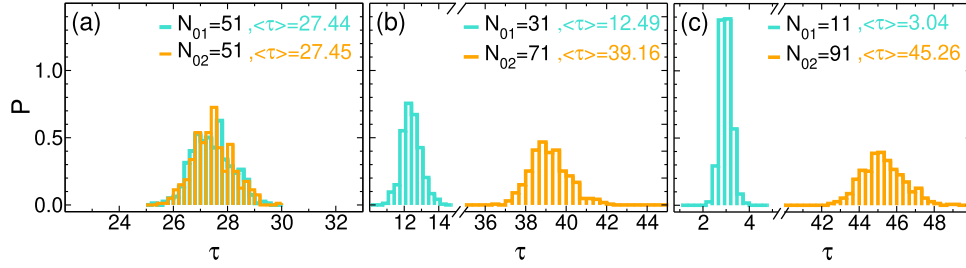 (a) N01=51 ,<τ>=27.44
N02=51 ,<τ>=27.45
(b) N01=31 ,<τ>=12.49
N02=71 ,<τ>=39.16
(c) N01=11 ,<τ>=3.04
N02=91 ,<τ>=45.26
P
1.0
0.5
0.0
24 26 28 30 32
12 14 36 38 40 42 44
2 4 42 44 46 48 50
τ τ τ